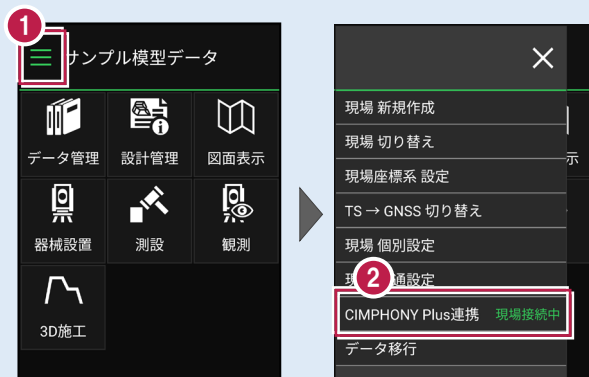 1
サンプル模型データ
データ管理
設計管理
図面表示
器械設置
測設
観測
3D施工
現場 新規作成
現場 切り替え
現場座標系 設定
TS → GNSS 切り替え
現場 個別設定
2
通設定
CIMPHONY Plus連携 現場接続中
データ移行
示